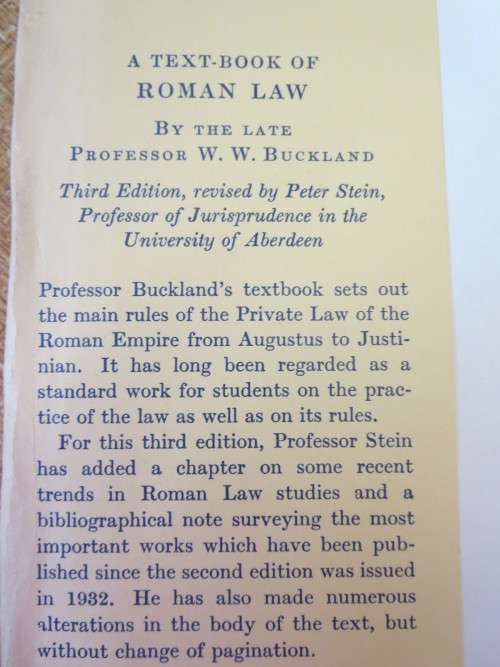 A TEXT-BOOK OF
ROMAN LAW
BY THE LATE
PROFESSOR W. W. BUCKLAND
Third Edition, revised by Peter Stein,
Professor of Jurisprudence in the
University of Aberdeen
Professor Buckland's textbook sets out
the main rules of the Private Law of the
Roman Empire from Augustus to Justi-
nian. It has long been regarded as a
standard work for students on the prac-
tice of the law as well as on its rules.
For this third edition, Professor Stein
has added a chapter on some recent
trends in Roman Law studies and a
bibliographical note surveying the most
important works which have been pub-
lished since the second edition was issued
in 1932. He has also made numerous
alterations in the body of the text, but
without change of pagination.